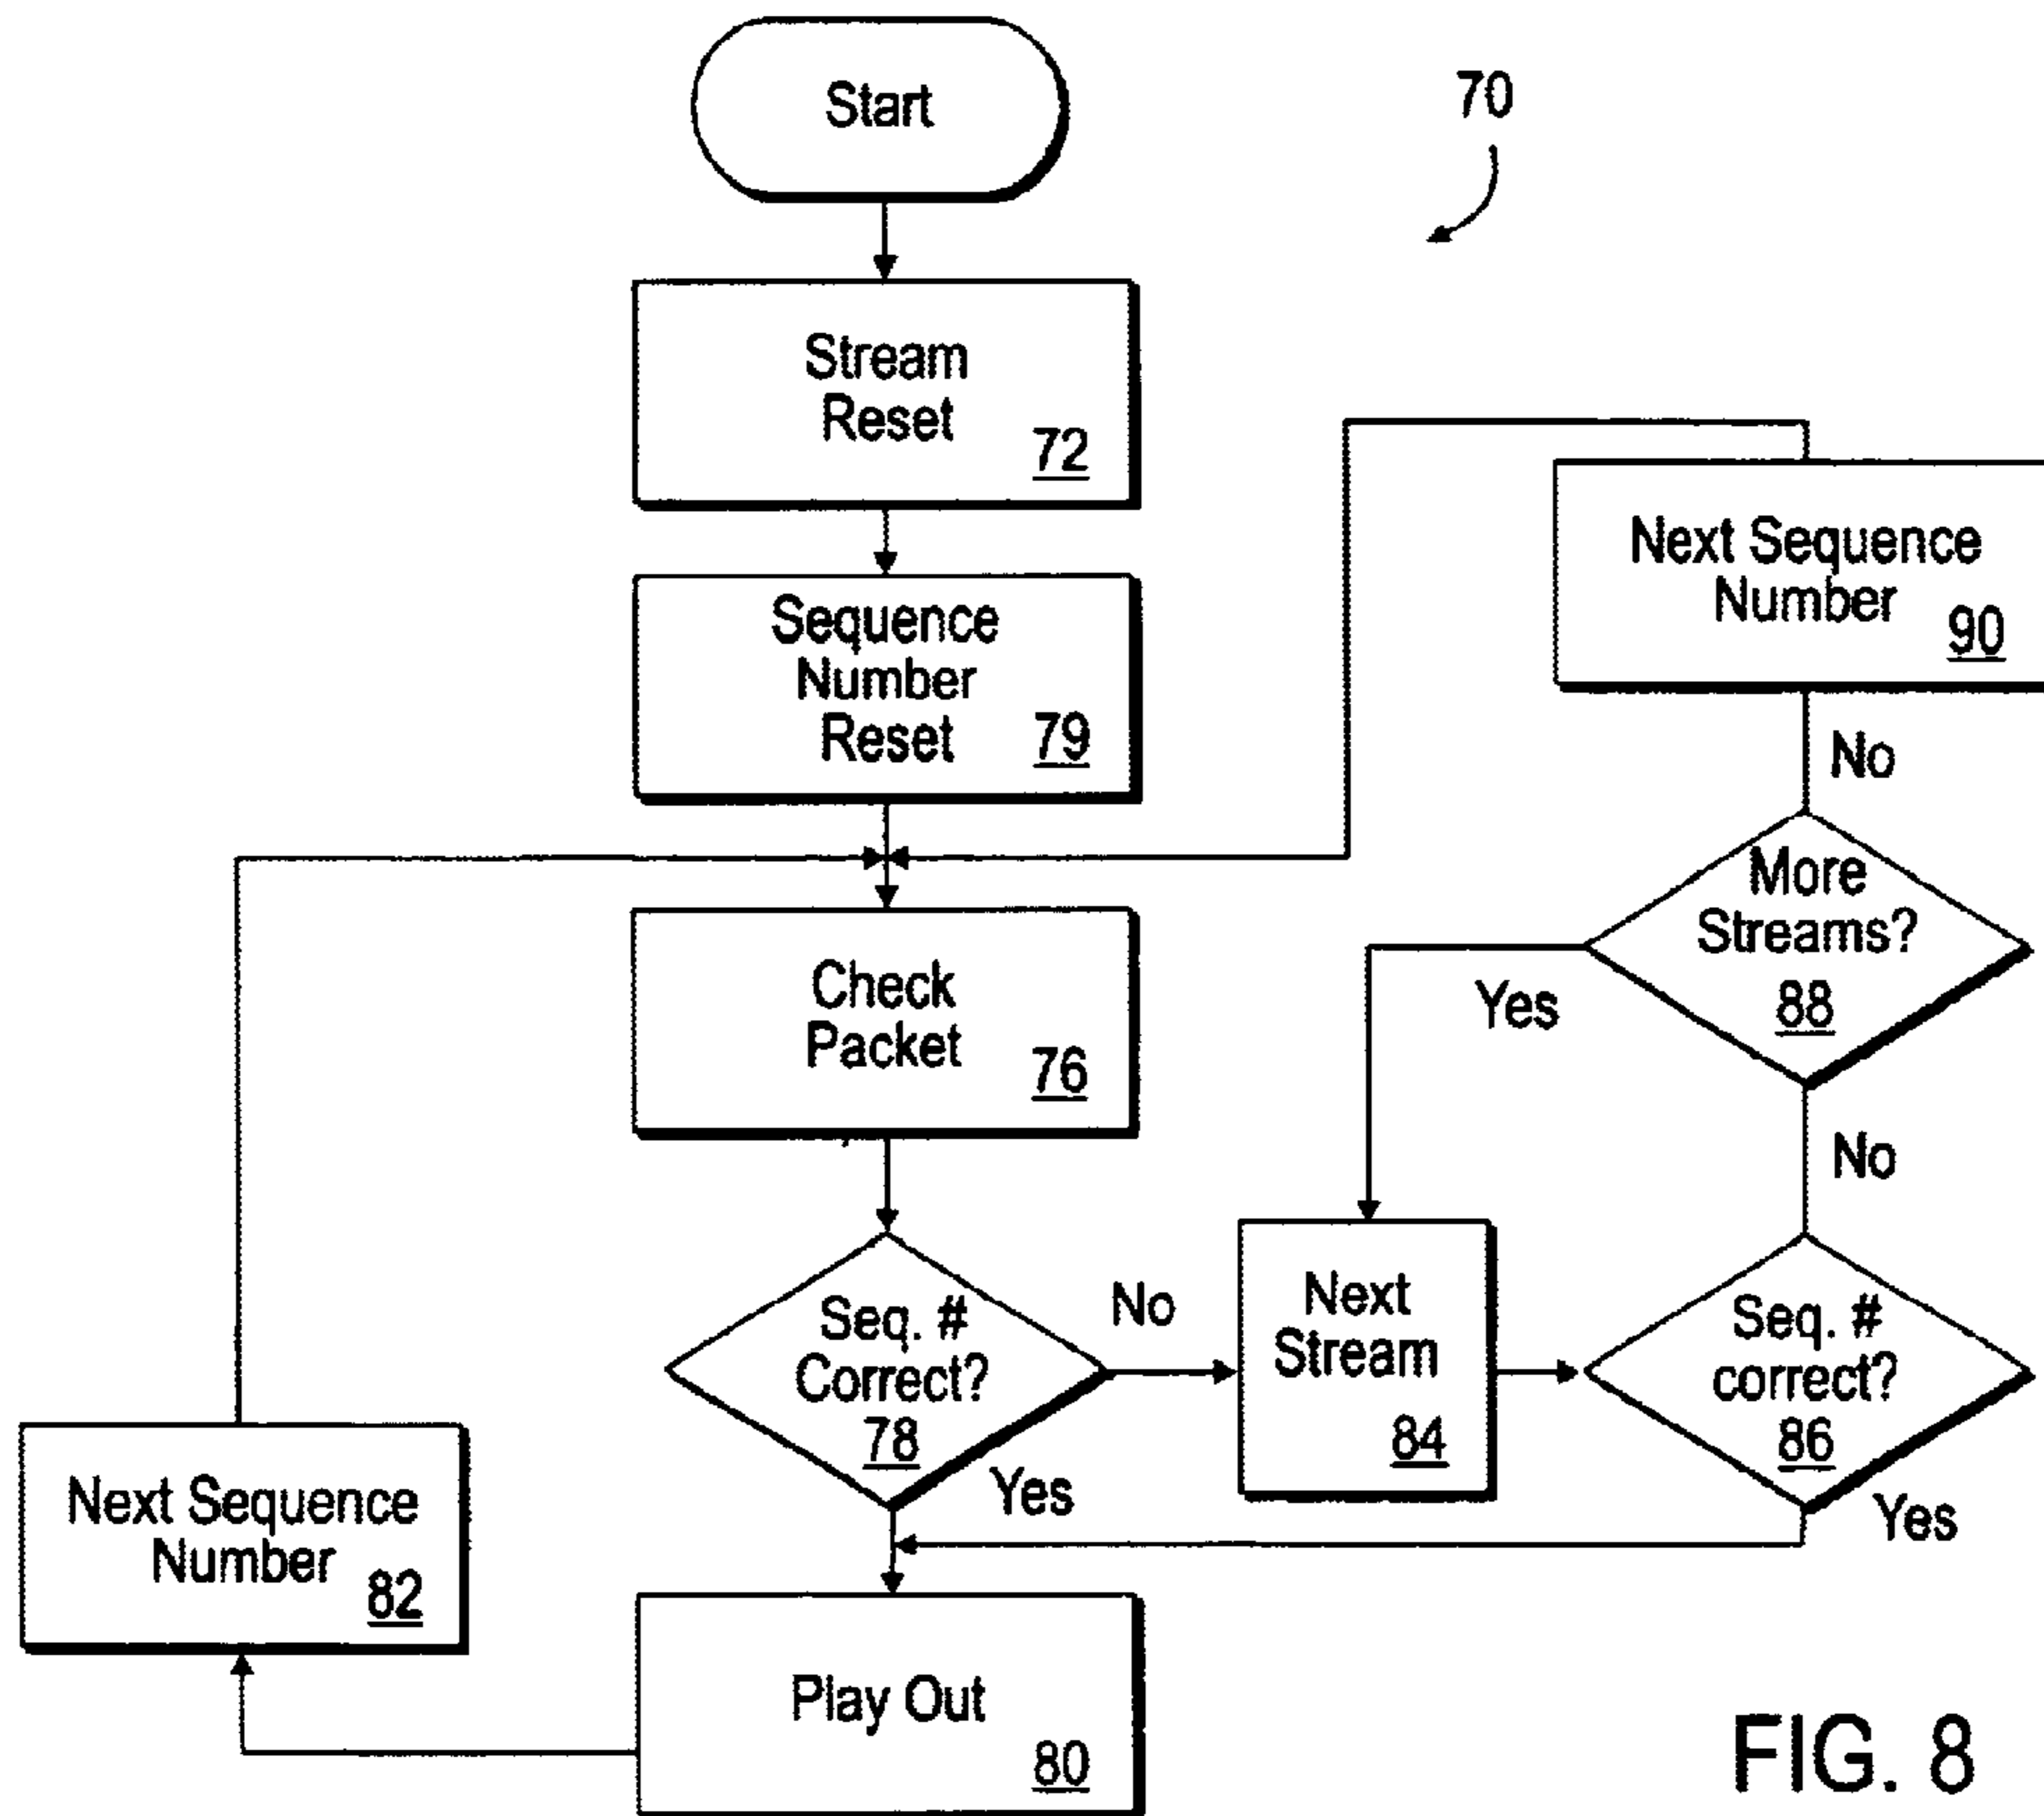 Start
70
Stream
Reset
72
Sequence
Number
Reset
79
Next Sequence
Number
90
No
More
Streams?
88
Yes
No
Check
Packet
76
Seq. #
Correct?
78
No
Yes
Next
Stream
84
Seq. #
correct?
86
Yes
Next Sequence
Number
82
Play Out
80
FIG. 8